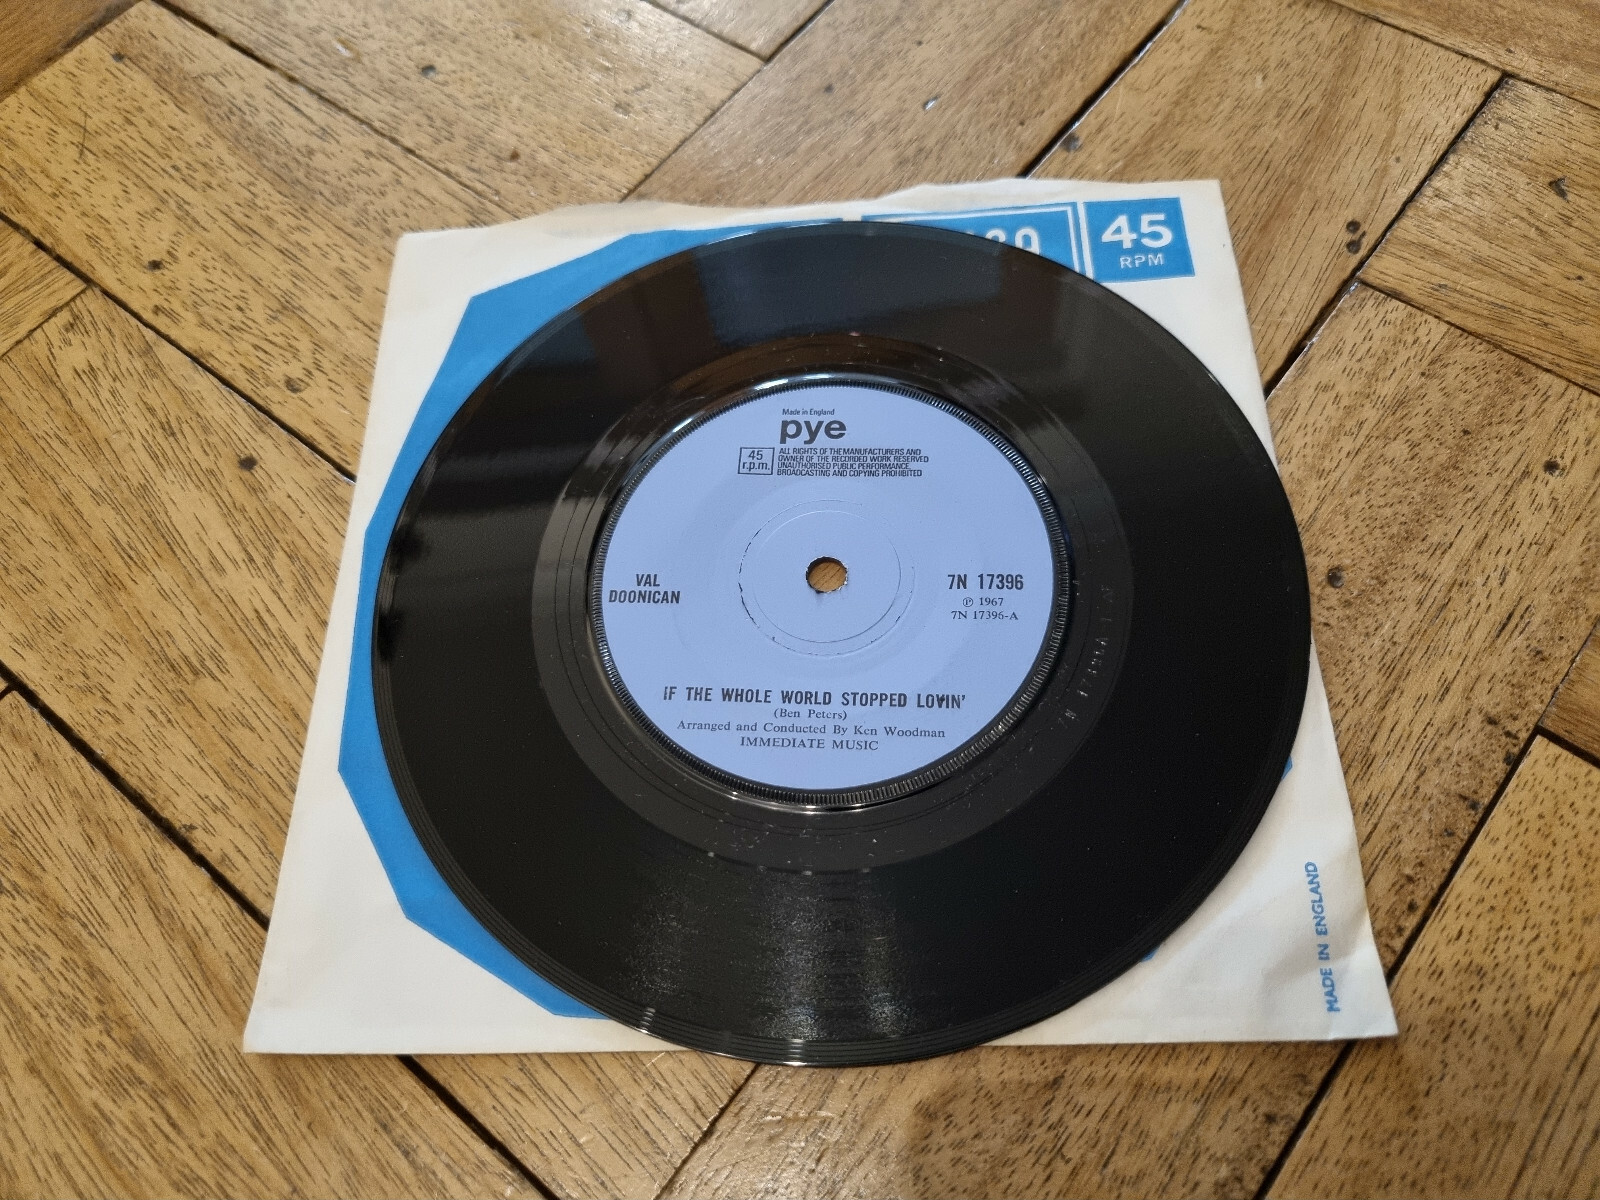 45
RPM
Made in England
pye
45
r.p.m.
ALL RIGHTS OF THE MANUFACTURERS AND
OWNER OF THE RECORDED WORK RESERVED
UNAUTHORISED PUBLIC PERFORMANCE,
BROADCASTING AND COPYING PROHIBITED
VAL
DOONICAN
7N 17396
℗ 1967
7N 17396-A
IF THE WHOLE WORLD STOPPED LOVIN'
(Ben Peters)
Arranged and Conducted By Ken Woodman
IMMEDIATE MUSIC
MADE IN ENGLAND